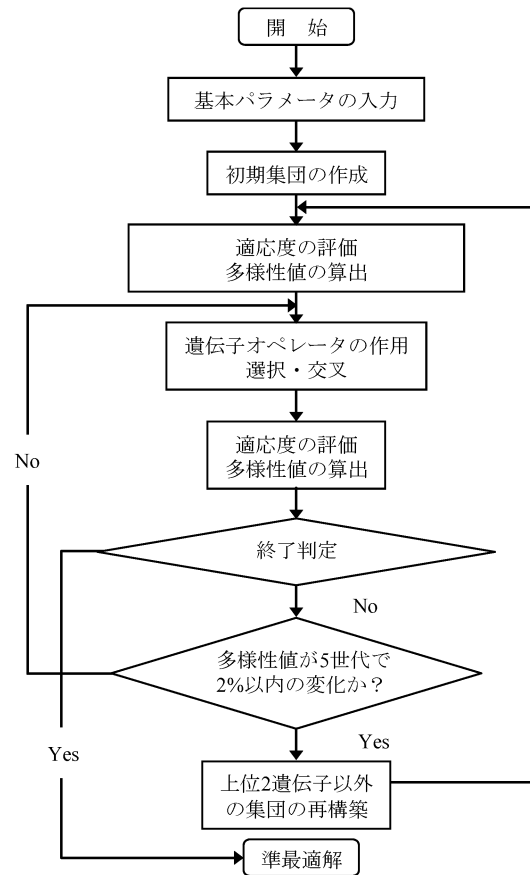 開　始
基本パラメータの入力
初期集団の作成
適応度の評価
多様性値の算出
遺伝子オペレータの作用
選択・交叉
適応度の評価
多様性値の算出
No
終了判定
No
多様性値が5世代で
2%以内の変化か？
Yes
Yes
上位2遺伝子以外
の集団の再構築
準最適解